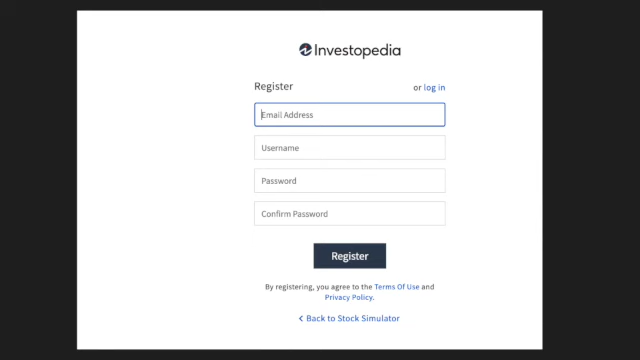 Investopedia
Register or log in
Email Address
Username
Password
Confirm Password
Register
By registering, you agree to the Terms Of Use and
Privacy Policy.
Back to Stock Simulator